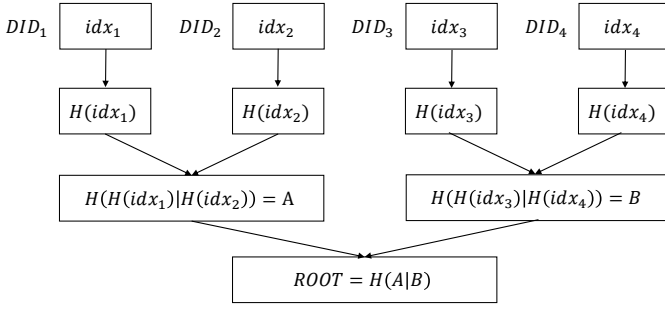 DID₁ idx₁ DID₂ idx₂ DID₃ idx₃ DID₄ idx₄
H(idx₁) H(idx₂) H(idx₃) H(idx₄)
H(H(idx₁)|H(idx₂)) = A H(H(idx₃)|H(idx₄)) = B
ROOT = H(A|B)